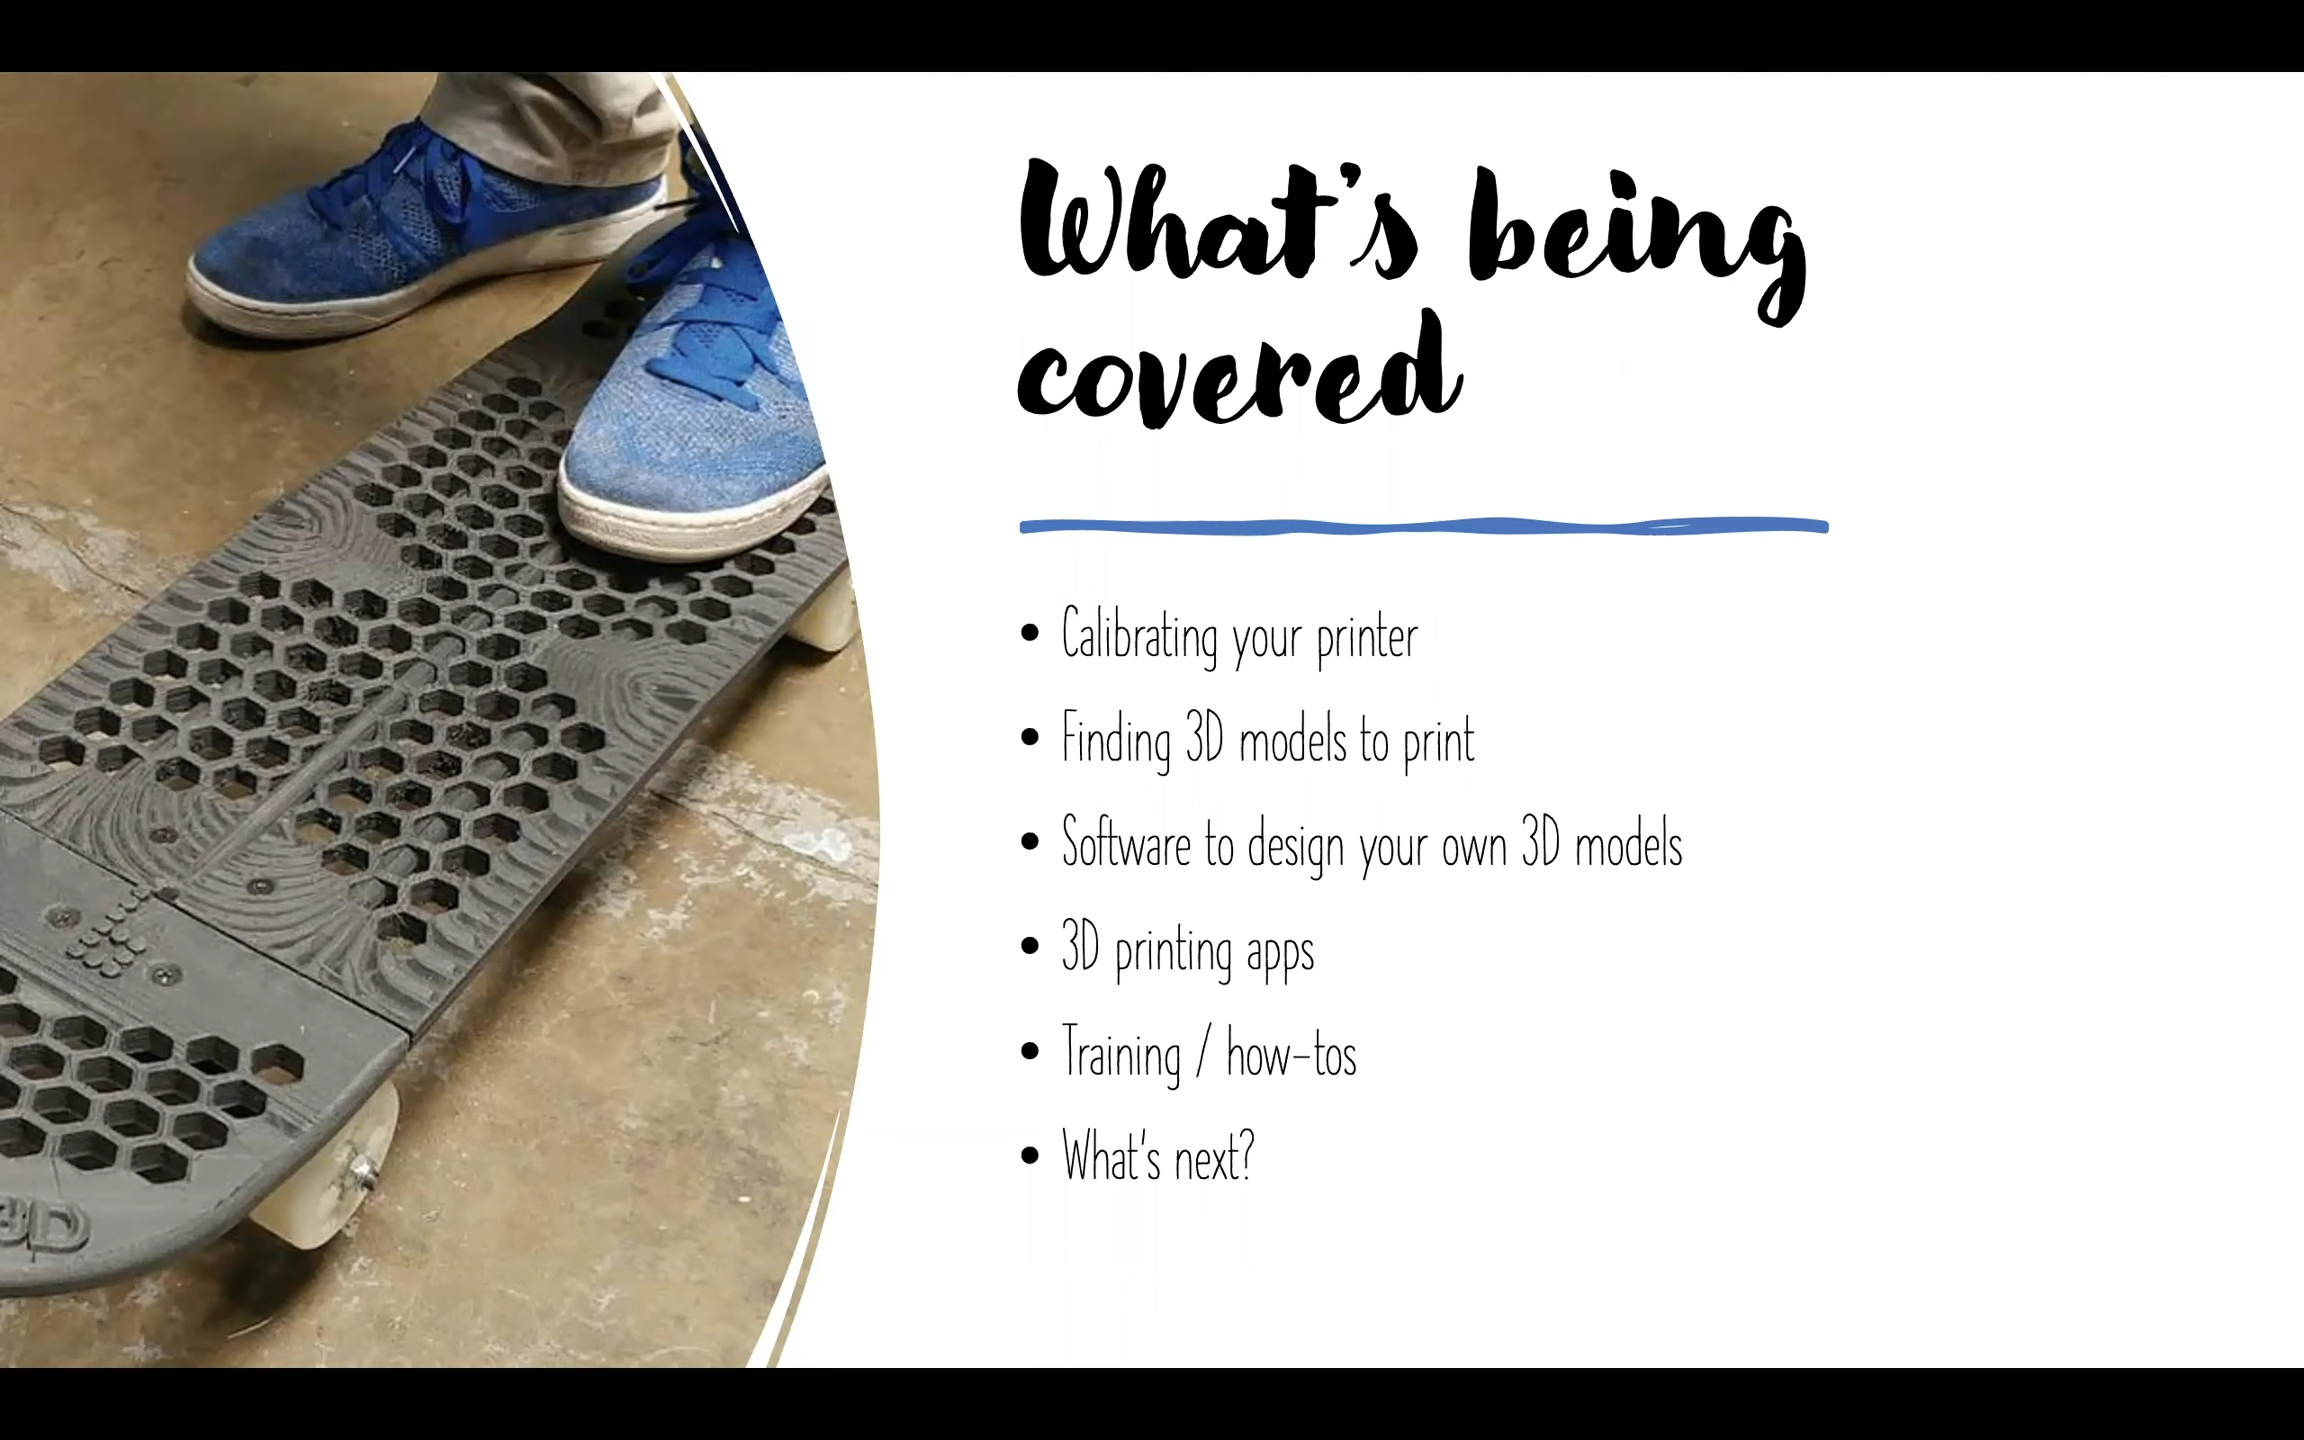 What's being
covered
• Calibrating your printer
• Finding 3D models to print
• Software to design your own 3D models
• 3D printing apps
• Training / how-tos
• What's next?
3D